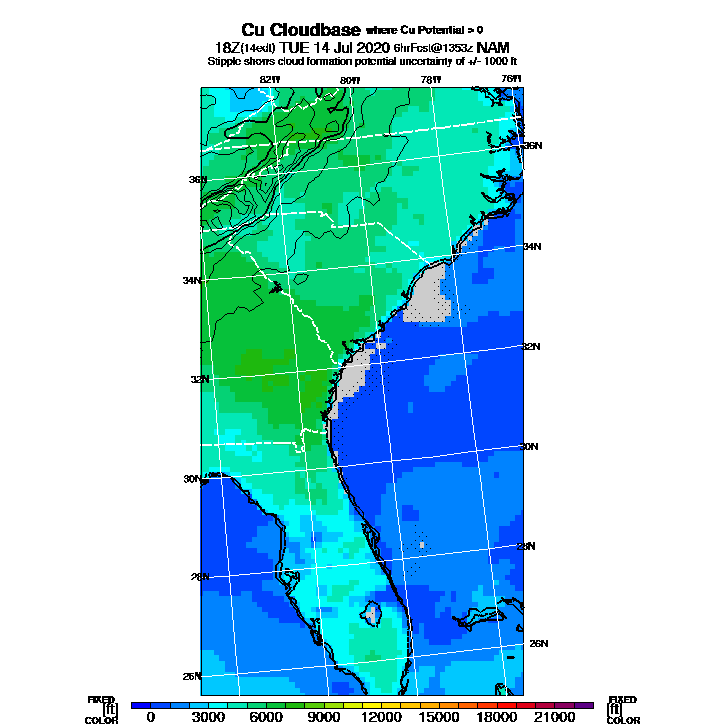 Cu Cloudbase where Cu Potential > 0
18Z(14edt) TUE 14 Jul 2020 6hrFcst@1353z NAM
Stipple shows cloud formation potential uncertainty of +/- 1000 ft
82W 80W 78W 76W
36N
36N
34N
34N
32N
32N
30N
30N
28N
28N
26N
26N
FIXED FIXED
[ft] 0 3000 6000 9000 12000 15000 18000 21000 [ft]
COLOR COLOR